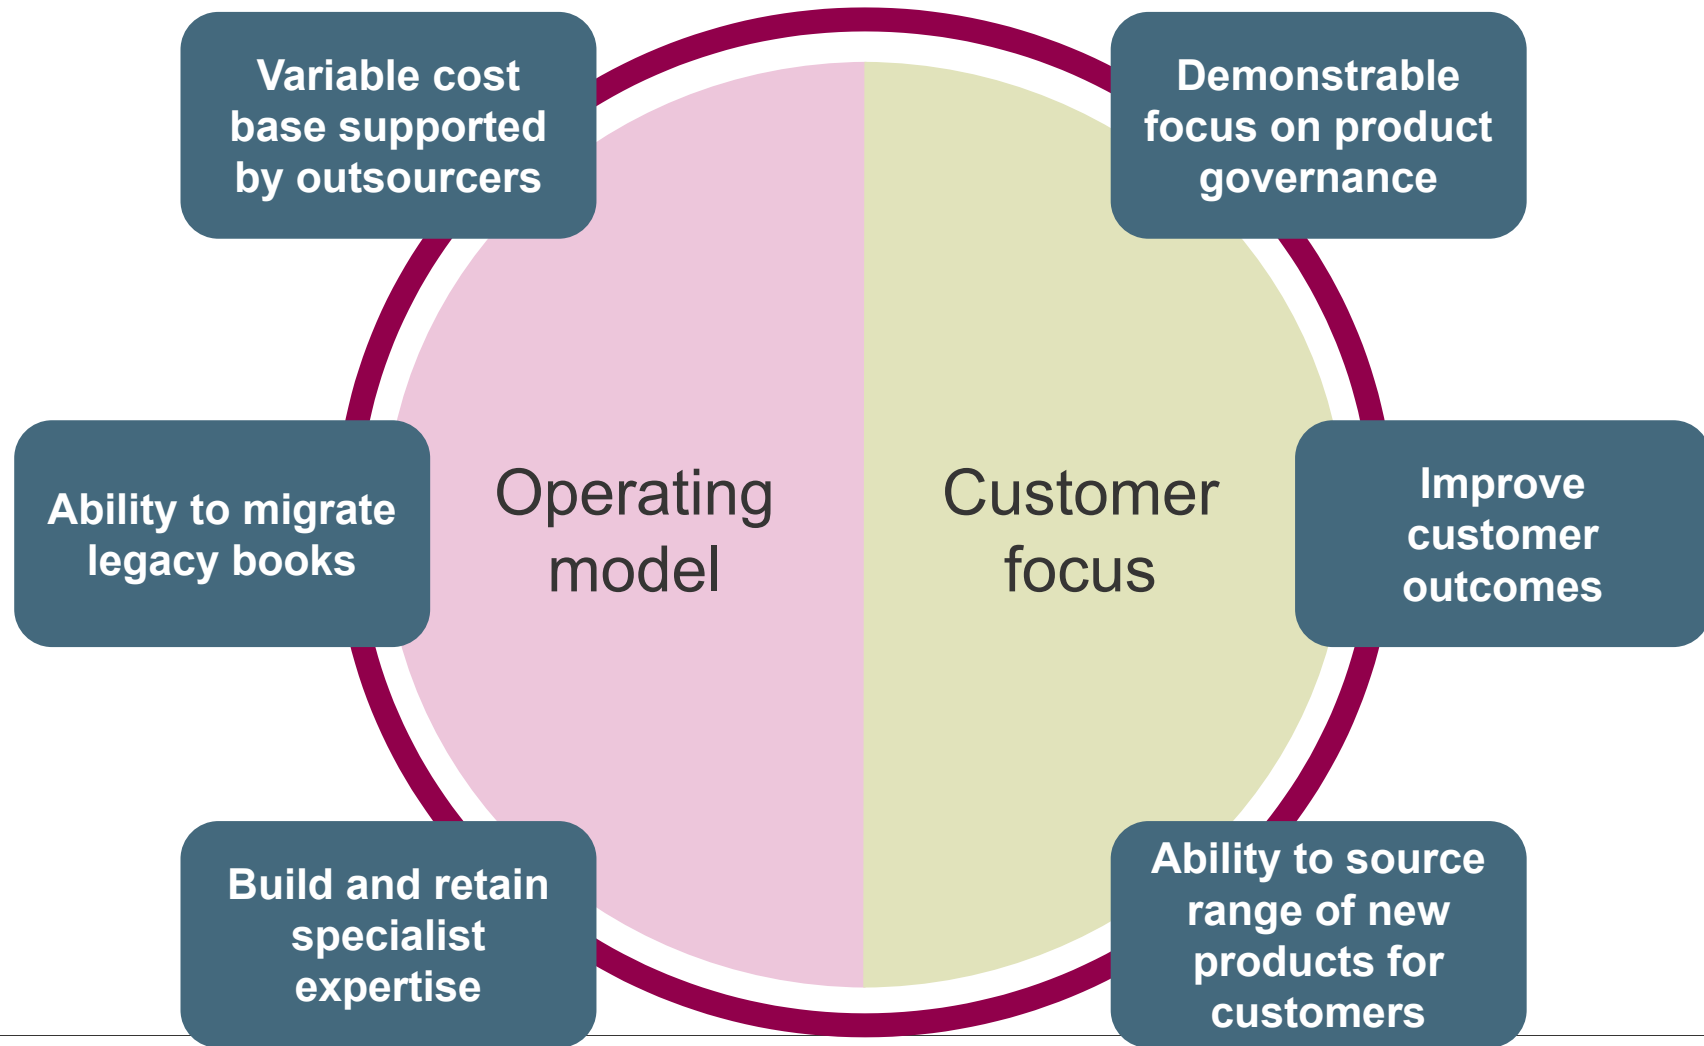 Variable cost
base supported
by outsourcers
Demonstrable
focus on product
governance
Ability to migrate
legacy books
Operating
model
Customer
focus
Improve
customer
outcomes
Build and retain
specialist
expertise
Ability to source
range of new
products for
customers